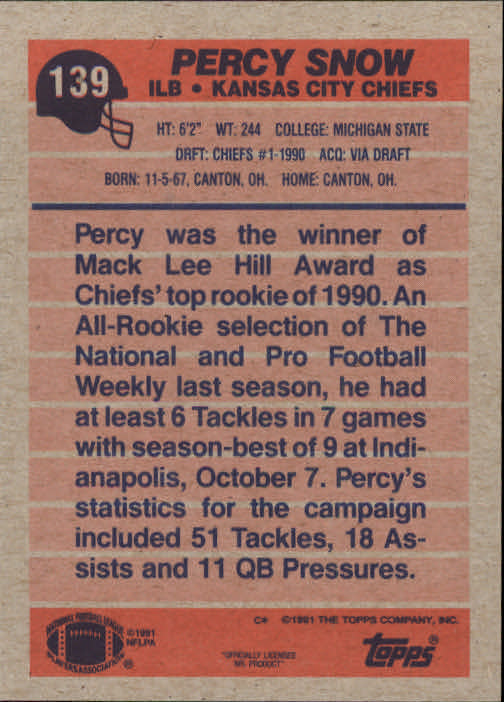 139
PERCY SNOW
ILB • KANSAS CITY CHIEFS
HT: 6'2" WT: 244 COLLEGE: MICHIGAN STATE
DRFT: CHIEFS #1-1990 ACQ: VIA DRAFT
BORN: 11-5-67, CANTON, OH. HOME: CANTON, OH.
Percy was the winner of
Mack Lee Hill Award as
Chiefs' top rookie of 1990. An
All-Rookie selection of The
National and Pro Football
Weekly last season, he had
at least 6 Tackles in 7 games
with season-best of 9 at Indi-
anapolis, October 7. Percy's
statistics for the campaign
included 51 Tackles, 18 As-
sists and 11 QB Pressures.
C* ©1991 THE TOPPS COMPANY, INC.
NATIONAL FOOTBALL LEAGUE
PLAYERS ASSOCIATION ®
©1991
NFLPA
"OFFICIALLY LICENSED
NFL PRODUCT"
topps®